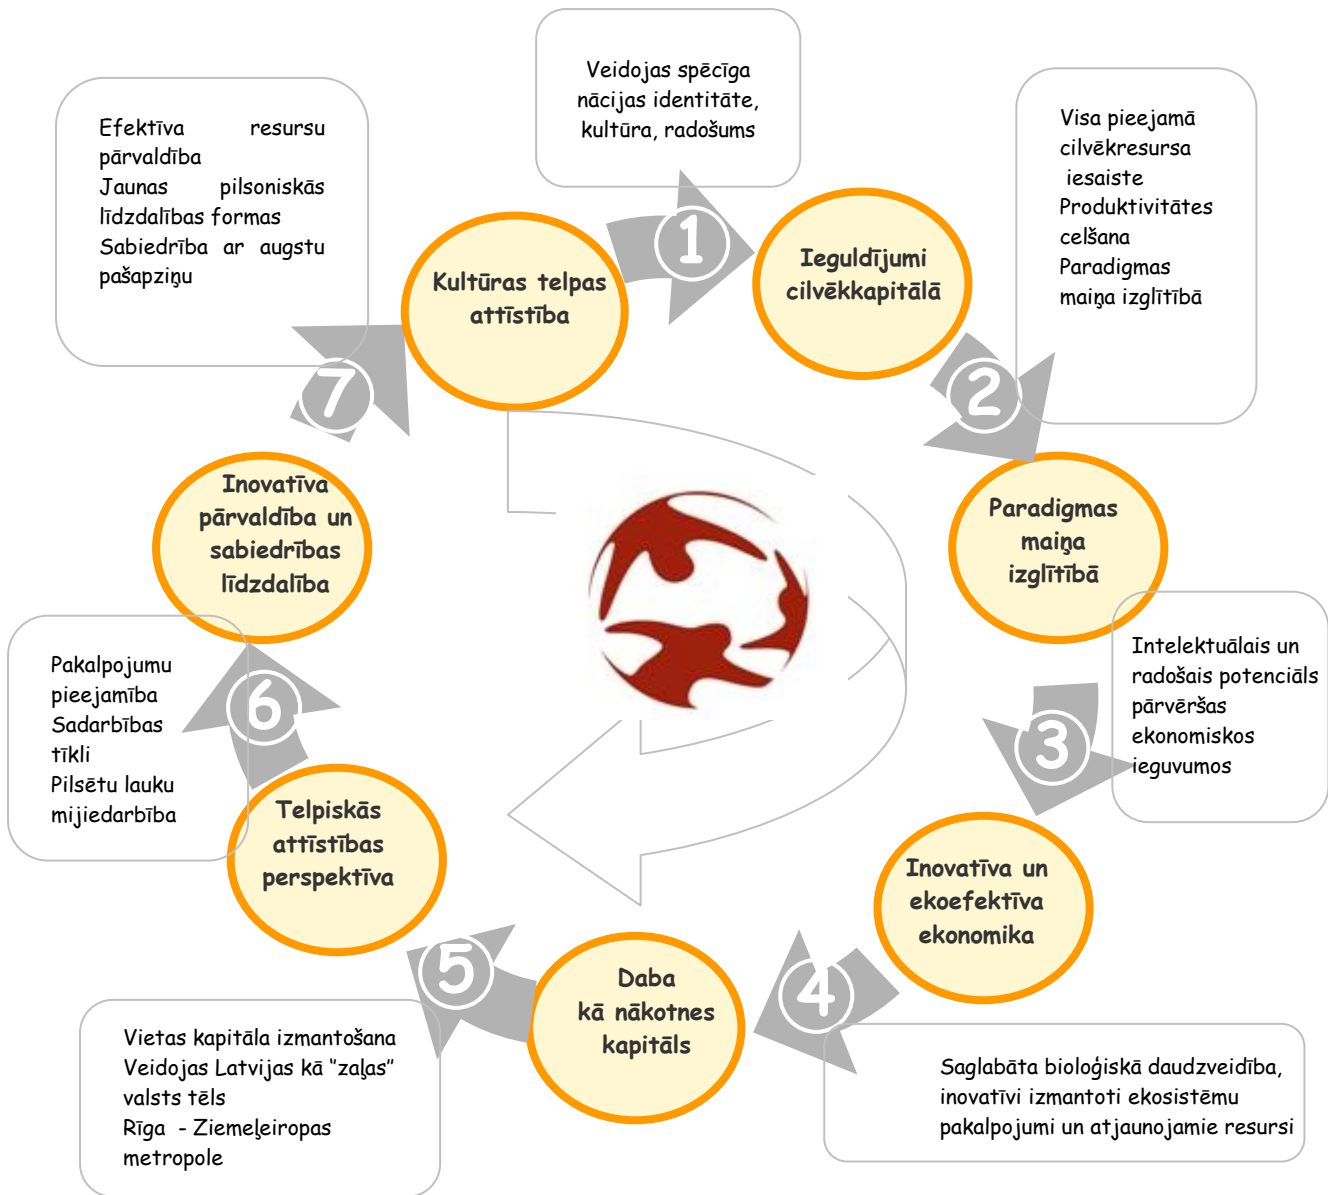 Veidojas spēcīga
nācijas identitāte,
kultūra, radošums
1
Kultūras telpas
attīstība
Ieguldījumi
cilvēkkapitālā
Visa pieejamā
cilvēkresursa
iesaiste
Produktivitātes
celšana
Paradigmas
maiņa izglītībā
2
Paradigmas
maiņa
izglītībā
Intelektuālais un
radošais potenciāls
pārvēršas
ekonomiskos
ieguvumos
3
Inovatīva un
ekoefektīva
ekonomika
Saglabāta bioloģiskā daudzveidība,
inovatīvi izmantoti ekosistēmu
pakalpojumi un atjaunojamie resursi
4
Daba
kā nākotnes
kapitāls
Vietas kapitāla izmantošana
Veidojas Latvijas kā “zaļas”
valsts tēls
Rīga - Ziemeļeiropas
metropole
5
Telpiskās
attīstības
perspektīva
Pakalpojumu
pieejamība
Sadarbības
tīkli
Pilsētu lauku
mijiedarbība
6
Inovatīva
pārvaldība un
sabiedrības
līdzdalība
Efektīva resursu
pārvaldība
Jaunas pilsoniskās
līdzdalības formas
Sabiedrība ar augstu
pašapziņu
7